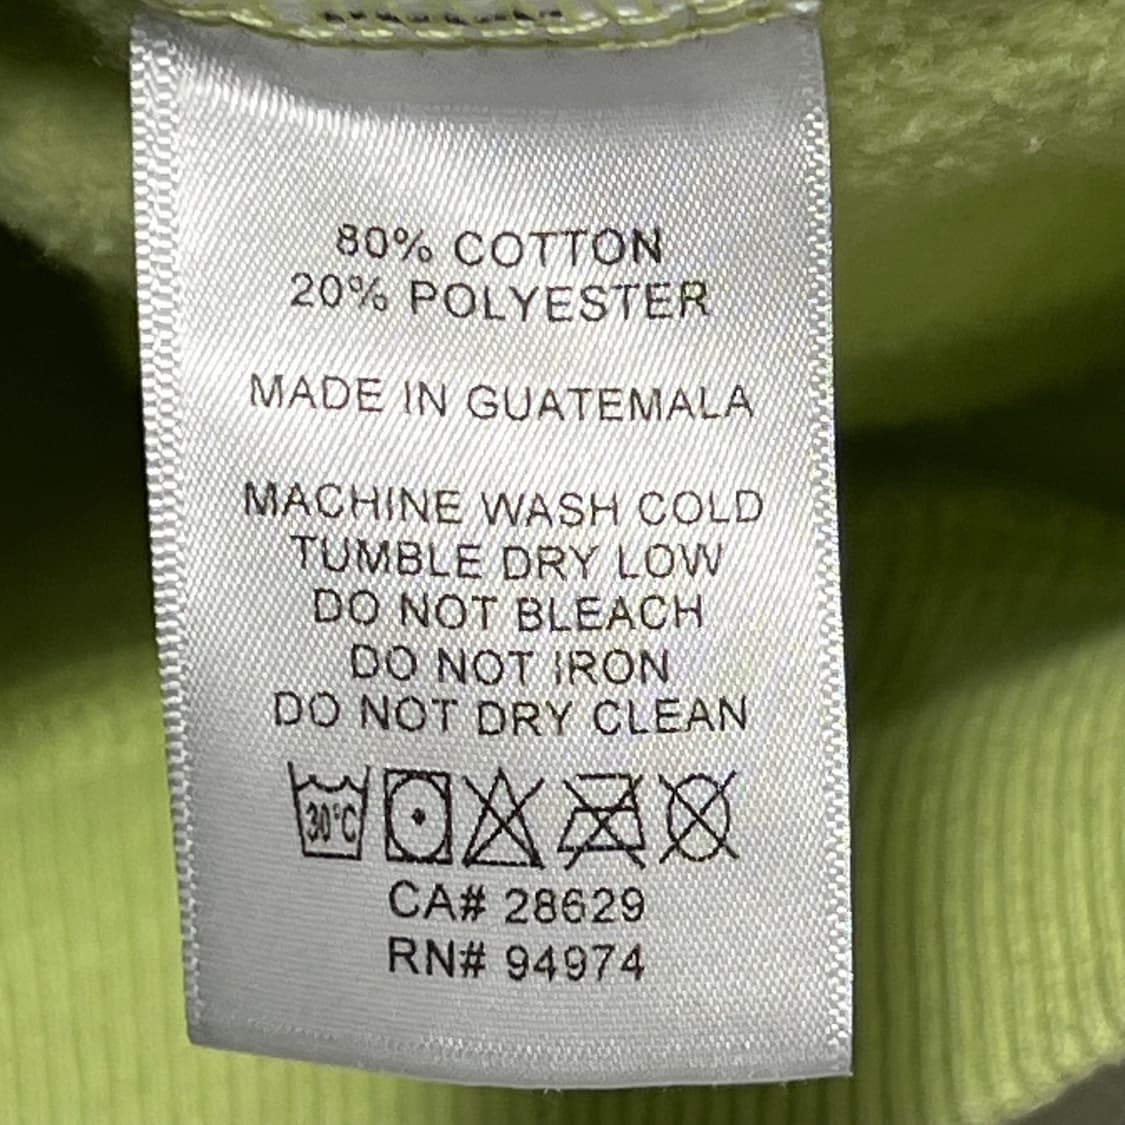 80% COTTON
20% POLYESTER
MADE IN GUATEMALA
MACHINE WASH COLD
TUMBLE DRY LOW
DO NOT BLEACH
DO NOT IRON
DO NOT DRY CLEAN
30°C
CA# 28629
RN# 94974